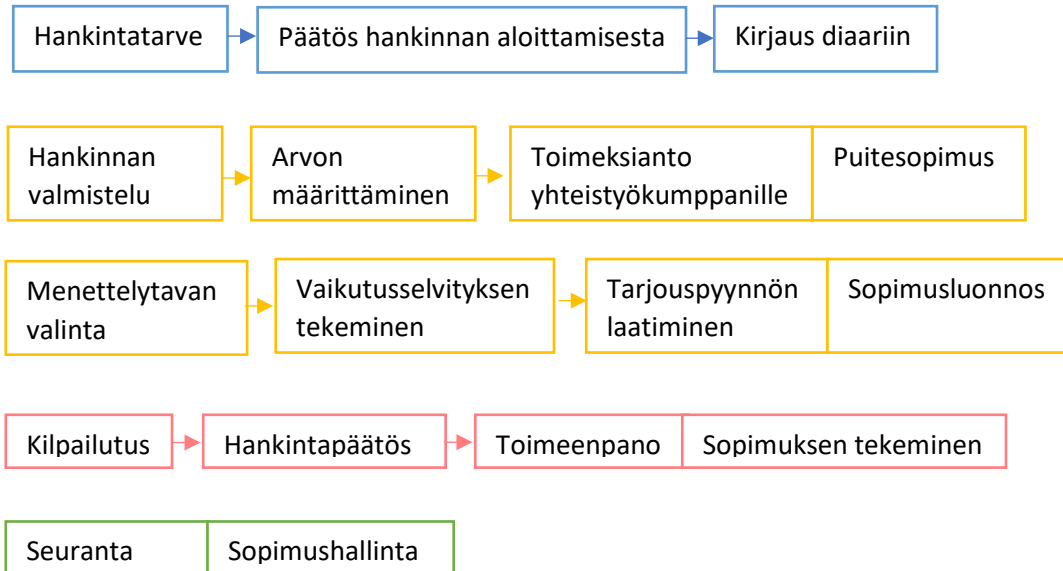 Hankintatarve Päätös hankinnan aloittamisesta Kirjaus diaariin
Hankinnan
valmistelu
Arvon
määrittäminen
Toimeksianto
yhteistyökumppanille
Puitesopimus
Menettelytavan
valinta
Vaikutusselvityksen
tekeminen
Tarjouspyynnön
laatiminen
Sopimusluonnos
Kilpailutus Hankintapäätös Toimeenpano Sopimuksen tekeminen
Seuranta Sopimushallinta